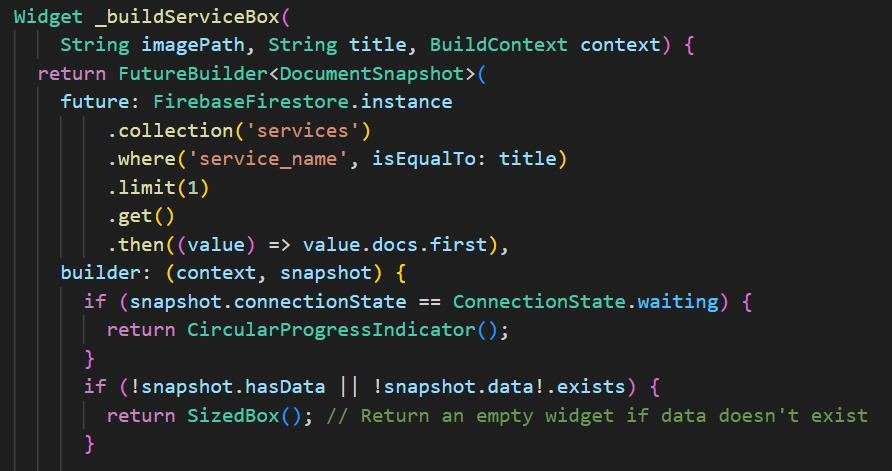 Widget _buildServiceBox(
String imagePath, String title, BuildContext context) {
return FutureBuilder<DocumentSnapshot>(
future: FirebaseFirestore.instance
.collection('services')
.where('service_name', isEqualTo: title)
.limit(1)
.get()
.then((value) => value.docs.first),
builder: (context, snapshot) {
if (snapshot.connectionState == ConnectionState.waiting) {
return CircularProgressIndicator();
}
if (!snapshot.hasData || !snapshot.data!.exists) {
return SizedBox(); // Return an empty widget if data doesn't exist
}